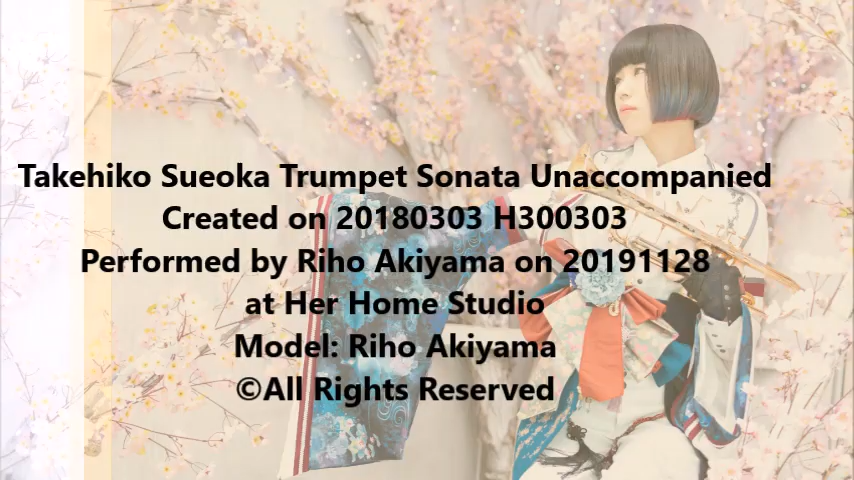 Takehiko Sueoka Trumpet Sonata Unaccompanied
Created on 20180303 H300303
Performed by Riho Akiyama on 20191128
at Her Home Studio
Model: Riho Akiyama
©All Rights Reserved